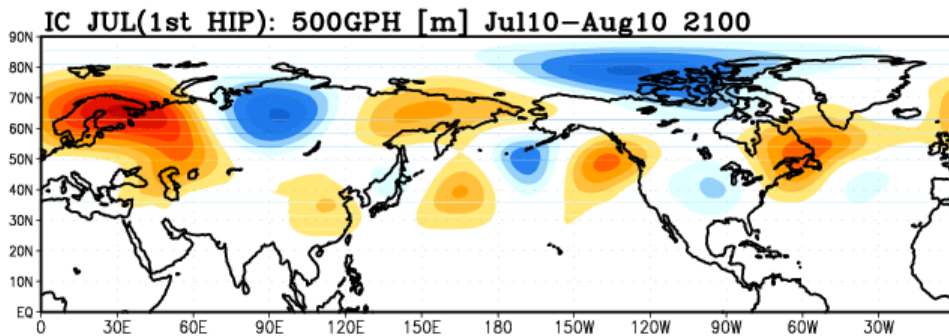 IC JUL(1st HIP): 500GPH [m] Jul10-Aug10 2100
90N
80N
70N
60N
50N
40N
30N
20N
10N
EQ
0 30E 60E 90E 120E 150E 180 150W 120W 90W 60W 30W